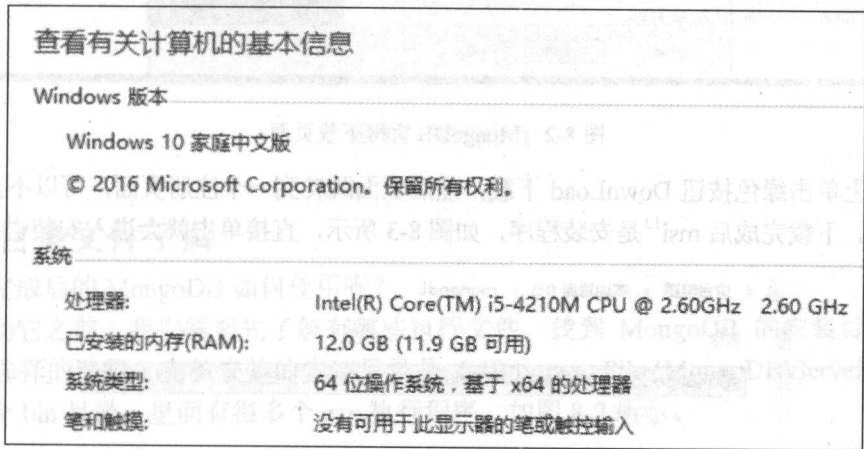 查看有关计算机的基本信息
Windows 版本
Windows 10 家庭中文版
© 2016 Microsoft Corporation。保留所有权利。
系统
处理器: Intel(R) Core(TM) i5-4210M CPU @ 2.60GHz 2.60 GHz
已安装的内存(RAM): 12.0 GB (11.9 GB 可用)
系统类型: 64 位操作系统，基于 x64 的处理器
笔和触摸: 没有可用于此显示器的笔或触控输入